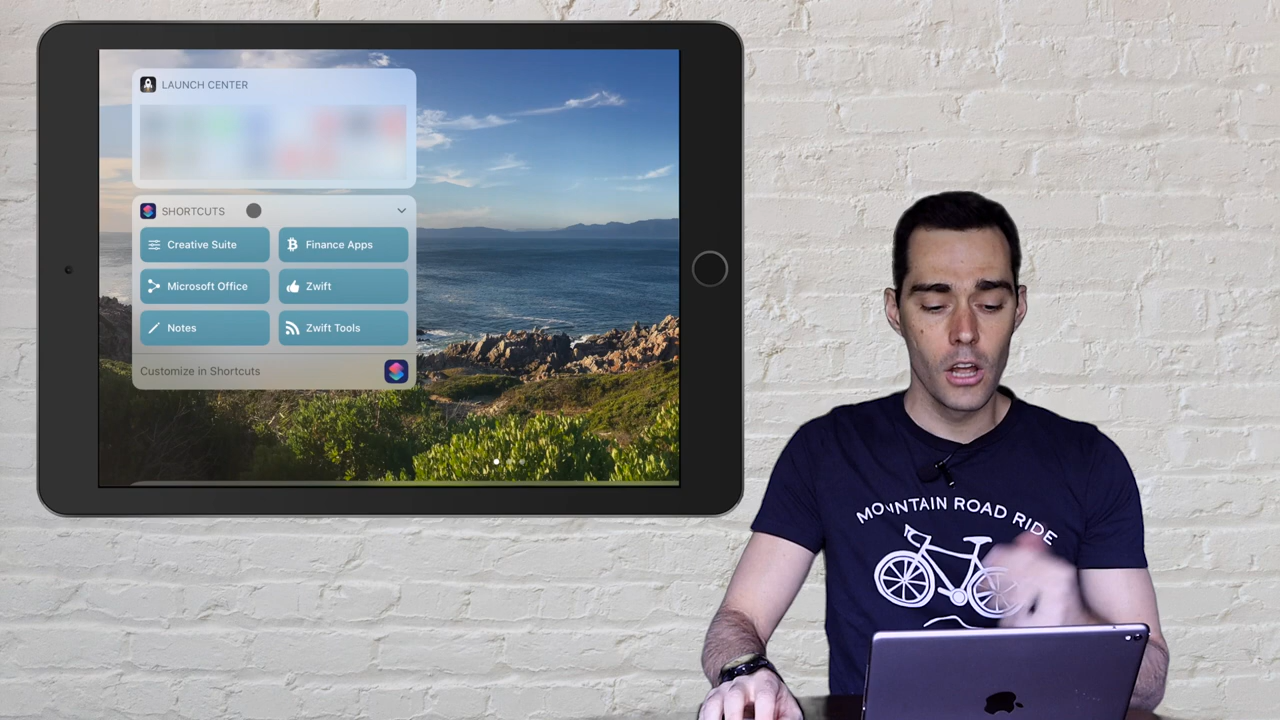 LAUNCH CENTER
SHORTCUTS
Creative Suite
Finance Apps
Microsoft Office
Zwift
Notes
Zwift Tools
Customize in Shortcuts
MOUNTAIN ROAD RIDE